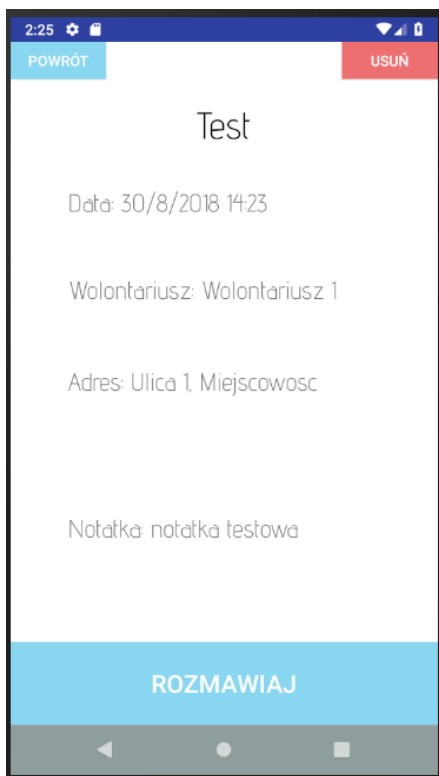 2:25
POWRÓT
USUŃ
Test
Data: 30/8/2018 14:23
Wolontariusz: Wolontariusz 1
Adres: Ulica 1, Miejscowosc
Notatka: notatka testowa
ROZMAWIAJ